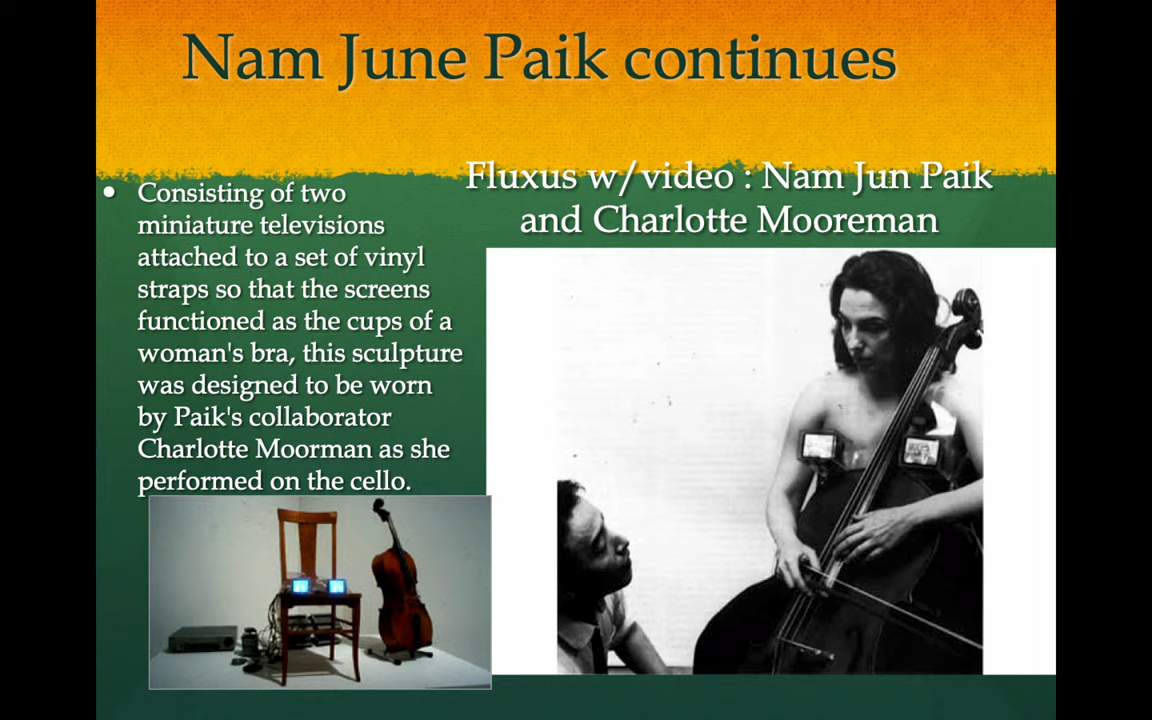 Nam June Paik continues
• Consisting of two
miniature televisions
attached to a set of vinyl
straps so that the screens
functioned as the cups of a
woman's bra, this sculpture
was designed to be worn
by Paik's collaborator
Charlotte Moorman as she
performed on the cello.
Fluxus w/video : Nam Jun Paik
and Charlotte Mooreman